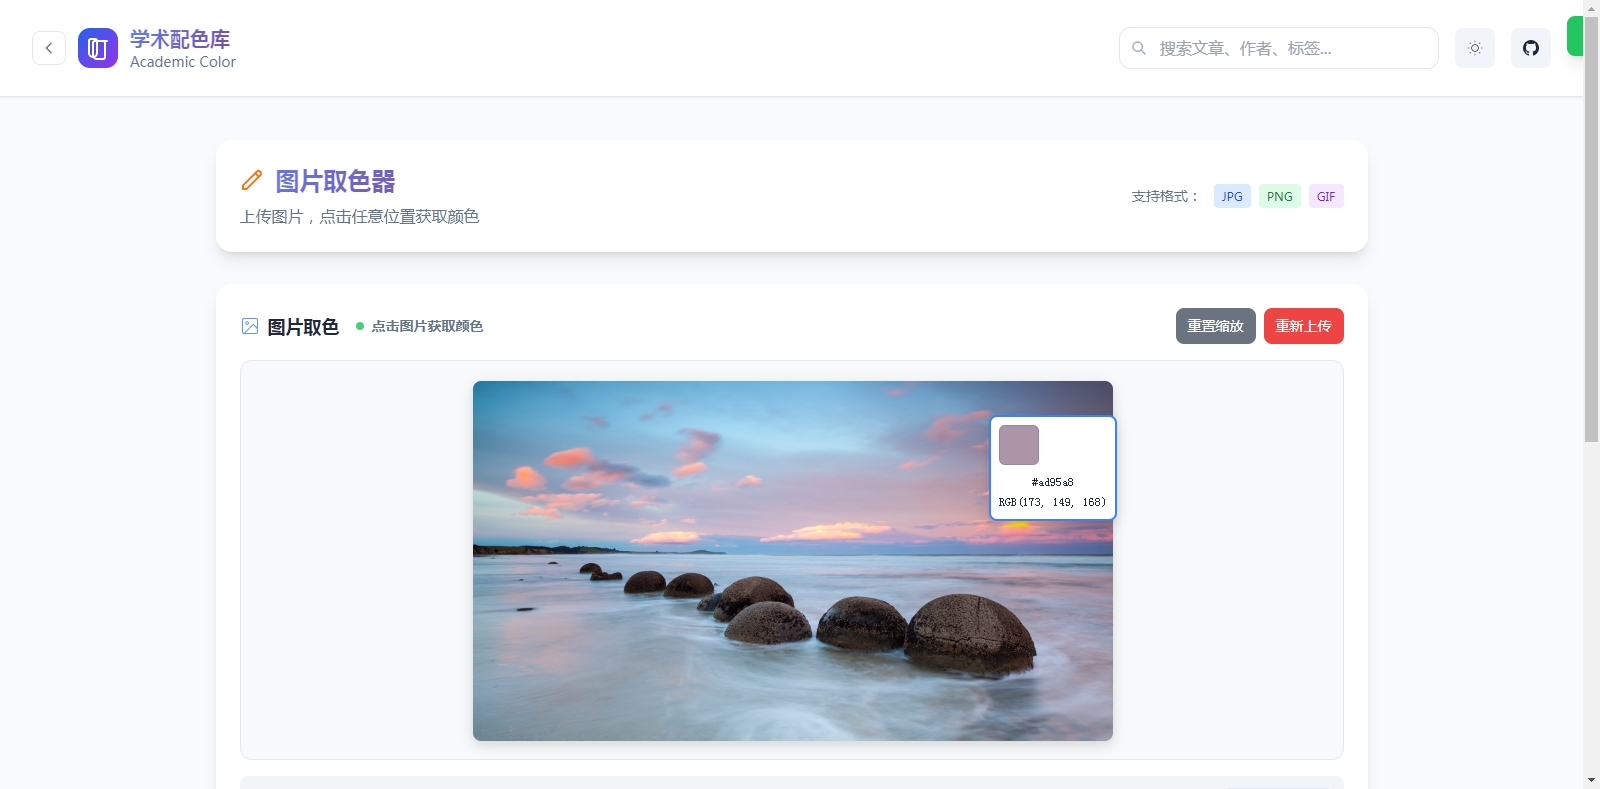 学术配色库
Academic Color
搜索文章、作者、标签...
图片取色器
上传图片，点击任意位置获取颜色
支持格式：
JPG
PNG
GIF
图片取色
点击图片获取颜色
重置缩放
重新上传
#ad95a8
RGB(173, 149, 168)